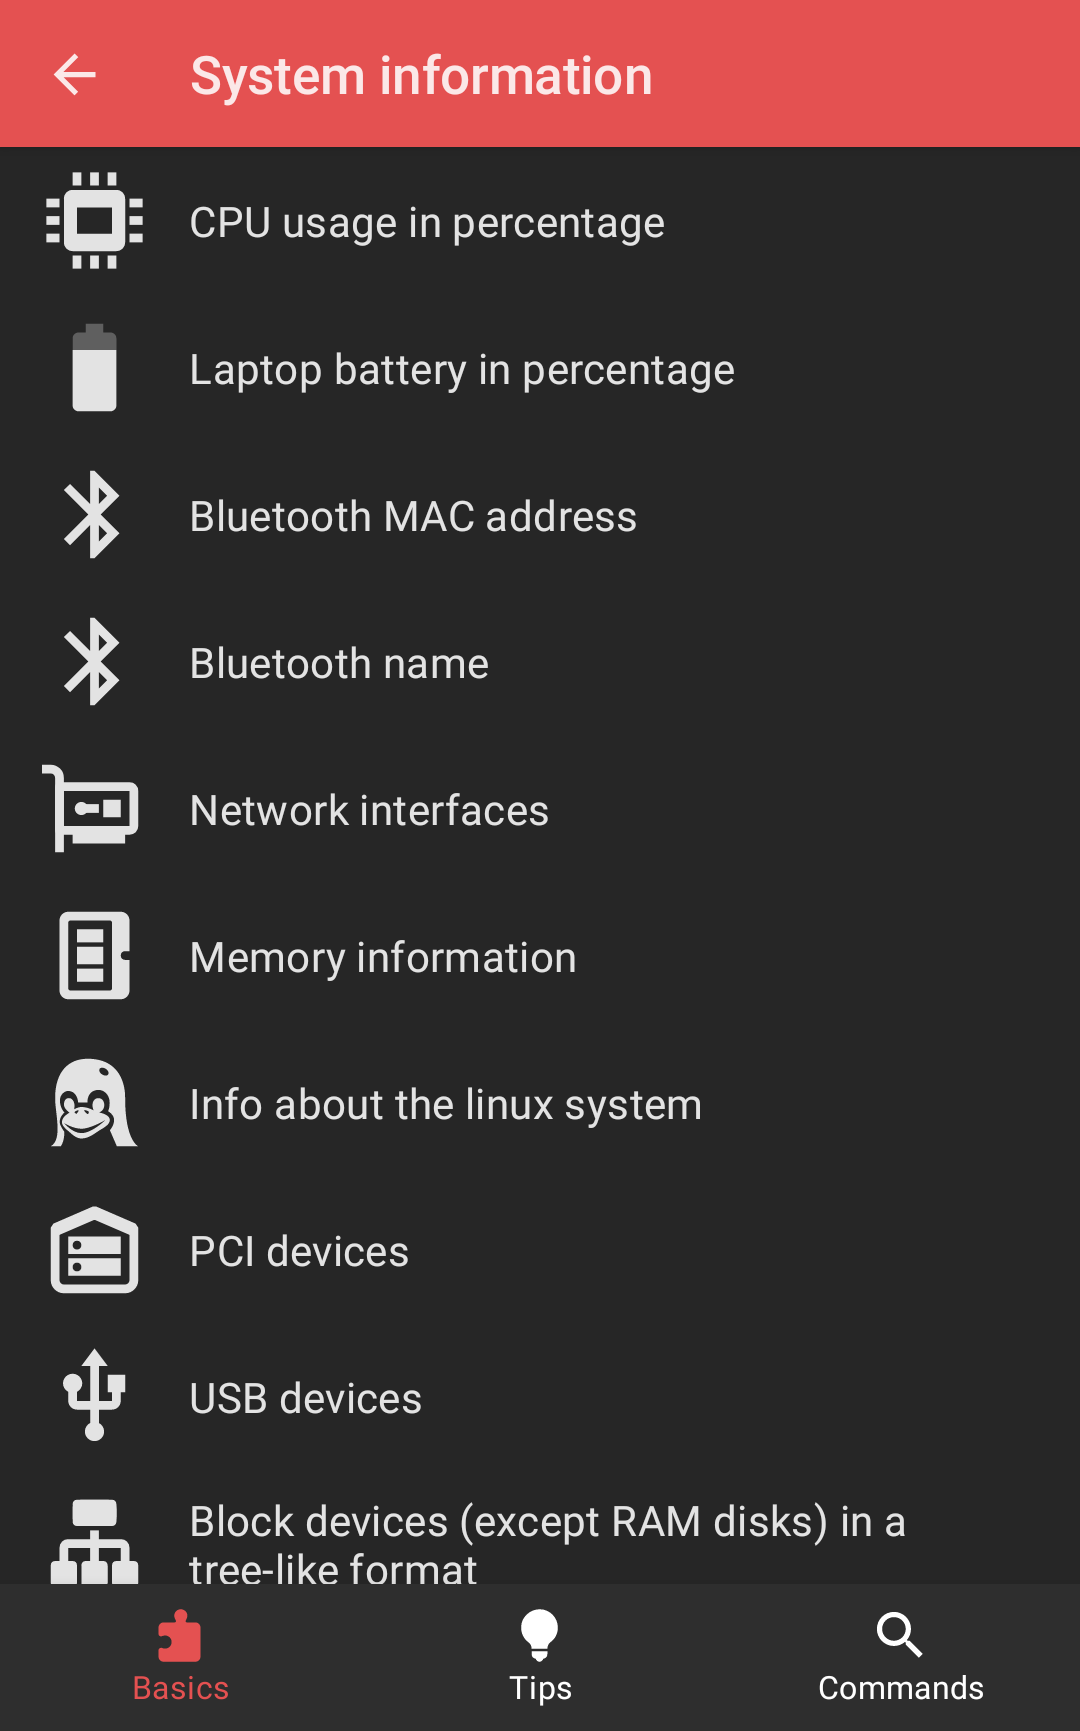 System information
CPU usage in percentage
Laptop battery in percentage
Bluetooth MAC address
Bluetooth name
Network interfaces
Memory information
Info about the linux system
PCI devices
USB devices
Block devices (except RAM disks) in a
tree-like format
Basics
Tips
Commands